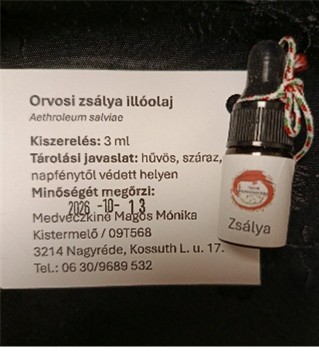 Orvosi zsálya illóolaj
Aethroleum salviae
Kiszerelés: 3 ml
Tárolási javaslat: hűvös, száraz,
napfénytől védett helyen
Minőségét megőrzi:
2026 -10- 13
Medveczkiné Magos Mónika
Kistermelő / 09T568
3214 Nagyréde, Kossuth L. u. 17.
Tel.: 06 30/9689 532
Zsálya